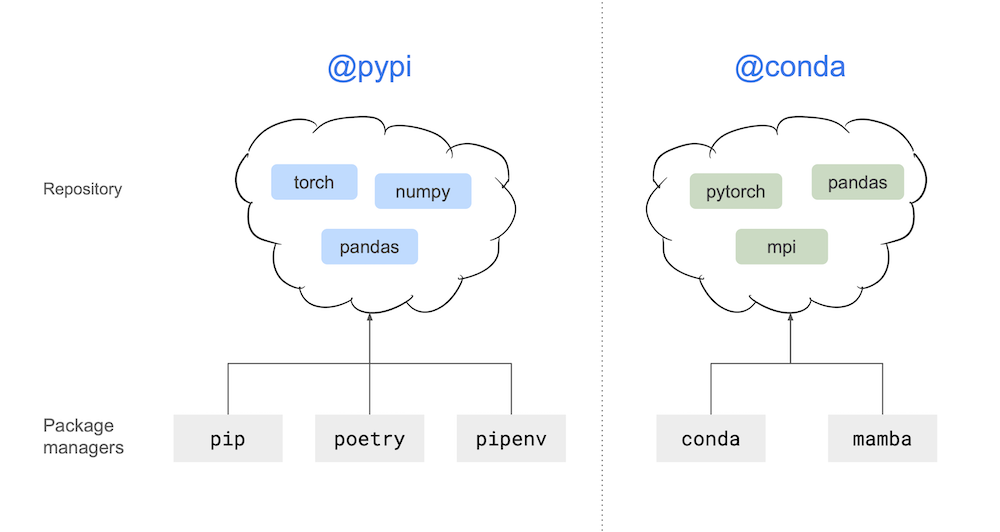 @pypi
@conda
Repository
torch
numpy
pandas
pytorch
pandas
mpi
Package
managers
pip
poetry
pipenv
conda
mamba